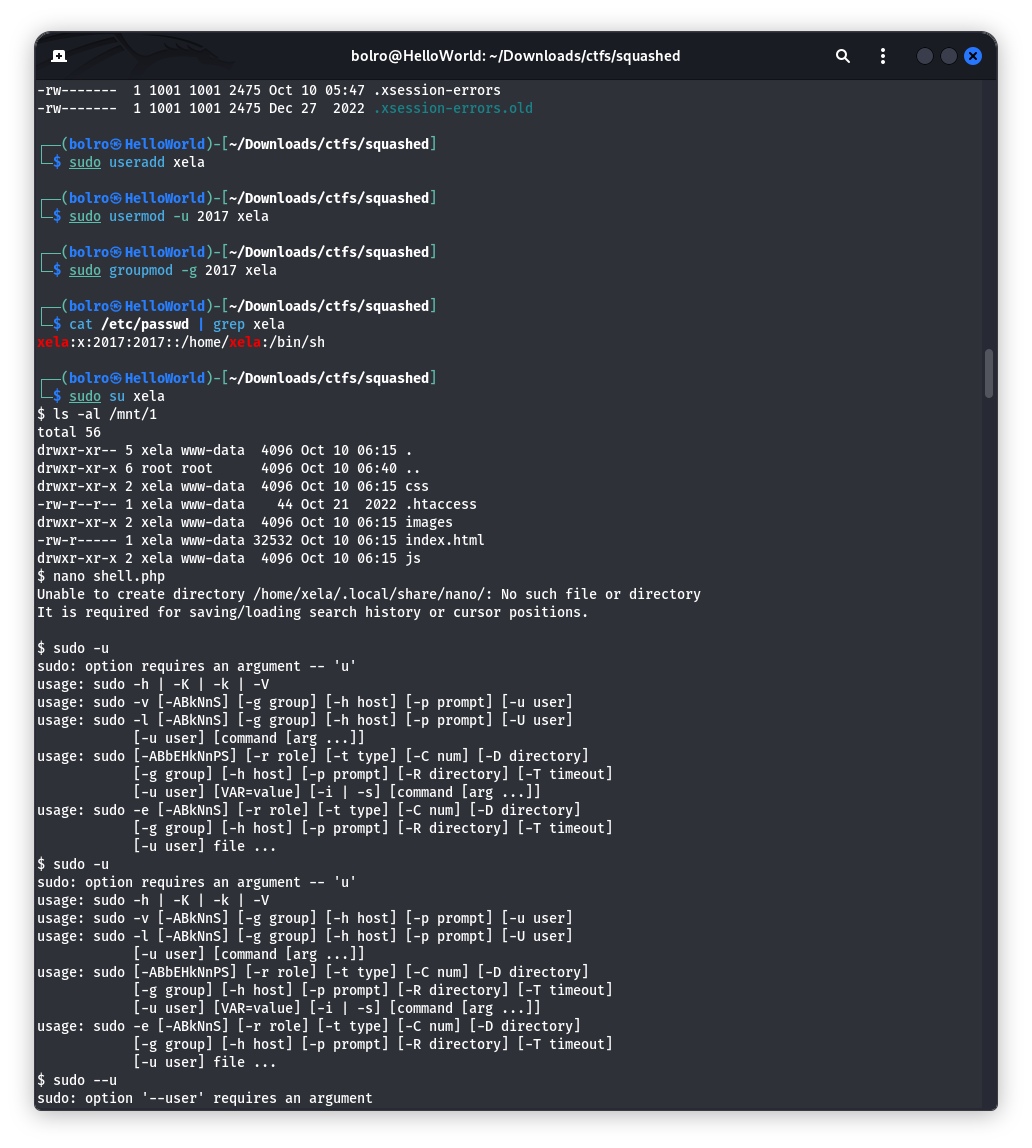 bolro@HelloWorld: ~/Downloads/ctfs/squashed
-rw-------  1 1001 1001 2475 Oct 10 05:47 .xsession-errors
-rw-------  1 1001 1001 2475 Dec 27  2022 .xsession-errors.old
┌──(bolro㉿HelloWorld)-[~/Downloads/ctfs/squashed]
└─$ sudo useradd xela
┌──(bolro㉿HelloWorld)-[~/Downloads/ctfs/squashed]
└─$ sudo usermod -u 2017 xela
┌──(bolro㉿HelloWorld)-[~/Downloads/ctfs/squashed]
└─$ sudo groupmod -g 2017 xela
┌──(bolro㉿HelloWorld)-[~/Downloads/ctfs/squashed]
└─$ cat /etc/passwd | grep xela
xela:x:2017:2017::/home/xela:/bin/sh
┌──(bolro㉿HelloWorld)-[~/Downloads/ctfs/squashed]
└─$ sudo su xela
$ ls -al /mnt/1
total 56
drwxr-xr-- 5 xela www-data  4096 Oct 10 06:15 .
drwxr-xr-x 6 root root      4096 Oct 10 06:40 ..
drwxr-xr-x 2 xela www-data  4096 Oct 10 06:15 css
-rw-r--r-- 1 xela www-data    44 Oct 21  2022 .htaccess
drwxr-xr-x 2 xela www-data  4096 Oct 10 06:15 images
-rw-r----- 1 xela www-data 32532 Oct 10 06:15 index.html
drwxr-xr-x 2 xela www-data  4096 Oct 10 06:15 js
$ nano shell.php
Unable to create directory /home/xela/.local/share/nano/: No such file or directory
It is required for saving/loading search history or cursor positions.
$ sudo -u
sudo: option requires an argument -- 'u'
usage: sudo -h | -K | -k | -V
usage: sudo -v [-ABkNnS] [-g group] [-h host] [-p prompt] [-u user]
usage: sudo -l [-ABkNnS] [-g group] [-h host] [-p prompt] [-U user]
            [-u user] [command [arg ...]]
usage: sudo [-ABbEHkNnPS] [-r role] [-t type] [-C num] [-D directory]
            [-g group] [-h host] [-p prompt] [-R directory] [-T timeout]
            [-u user] [VAR=value] [-i | -s] [command [arg ...]]
usage: sudo -e [-ABkNnS] [-r role] [-t type] [-C num] [-D directory]
            [-g group] [-h host] [-p prompt] [-R directory] [-T timeout]
            [-u user] file ...
$ sudo -u
sudo: option requires an argument -- 'u'
usage: sudo -h | -K | -k | -V
usage: sudo -v [-ABkNnS] [-g group] [-h host] [-p prompt] [-u user]
usage: sudo -l [-ABkNnS] [-g group] [-h host] [-p prompt] [-U user]
            [-u user] [command [arg ...]]
usage: sudo [-ABbEHkNnPS] [-r role] [-t type] [-C num] [-D directory]
            [-g group] [-h host] [-p prompt] [-R directory] [-T timeout]
            [-u user] [VAR=value] [-i | -s] [command [arg ...]]
usage: sudo -e [-ABkNnS] [-r role] [-t type] [-C num] [-D directory]
            [-g group] [-h host] [-p prompt] [-R directory] [-T timeout]
            [-u user] file ...
$ sudo --u
sudo: option '--user' requires an argument